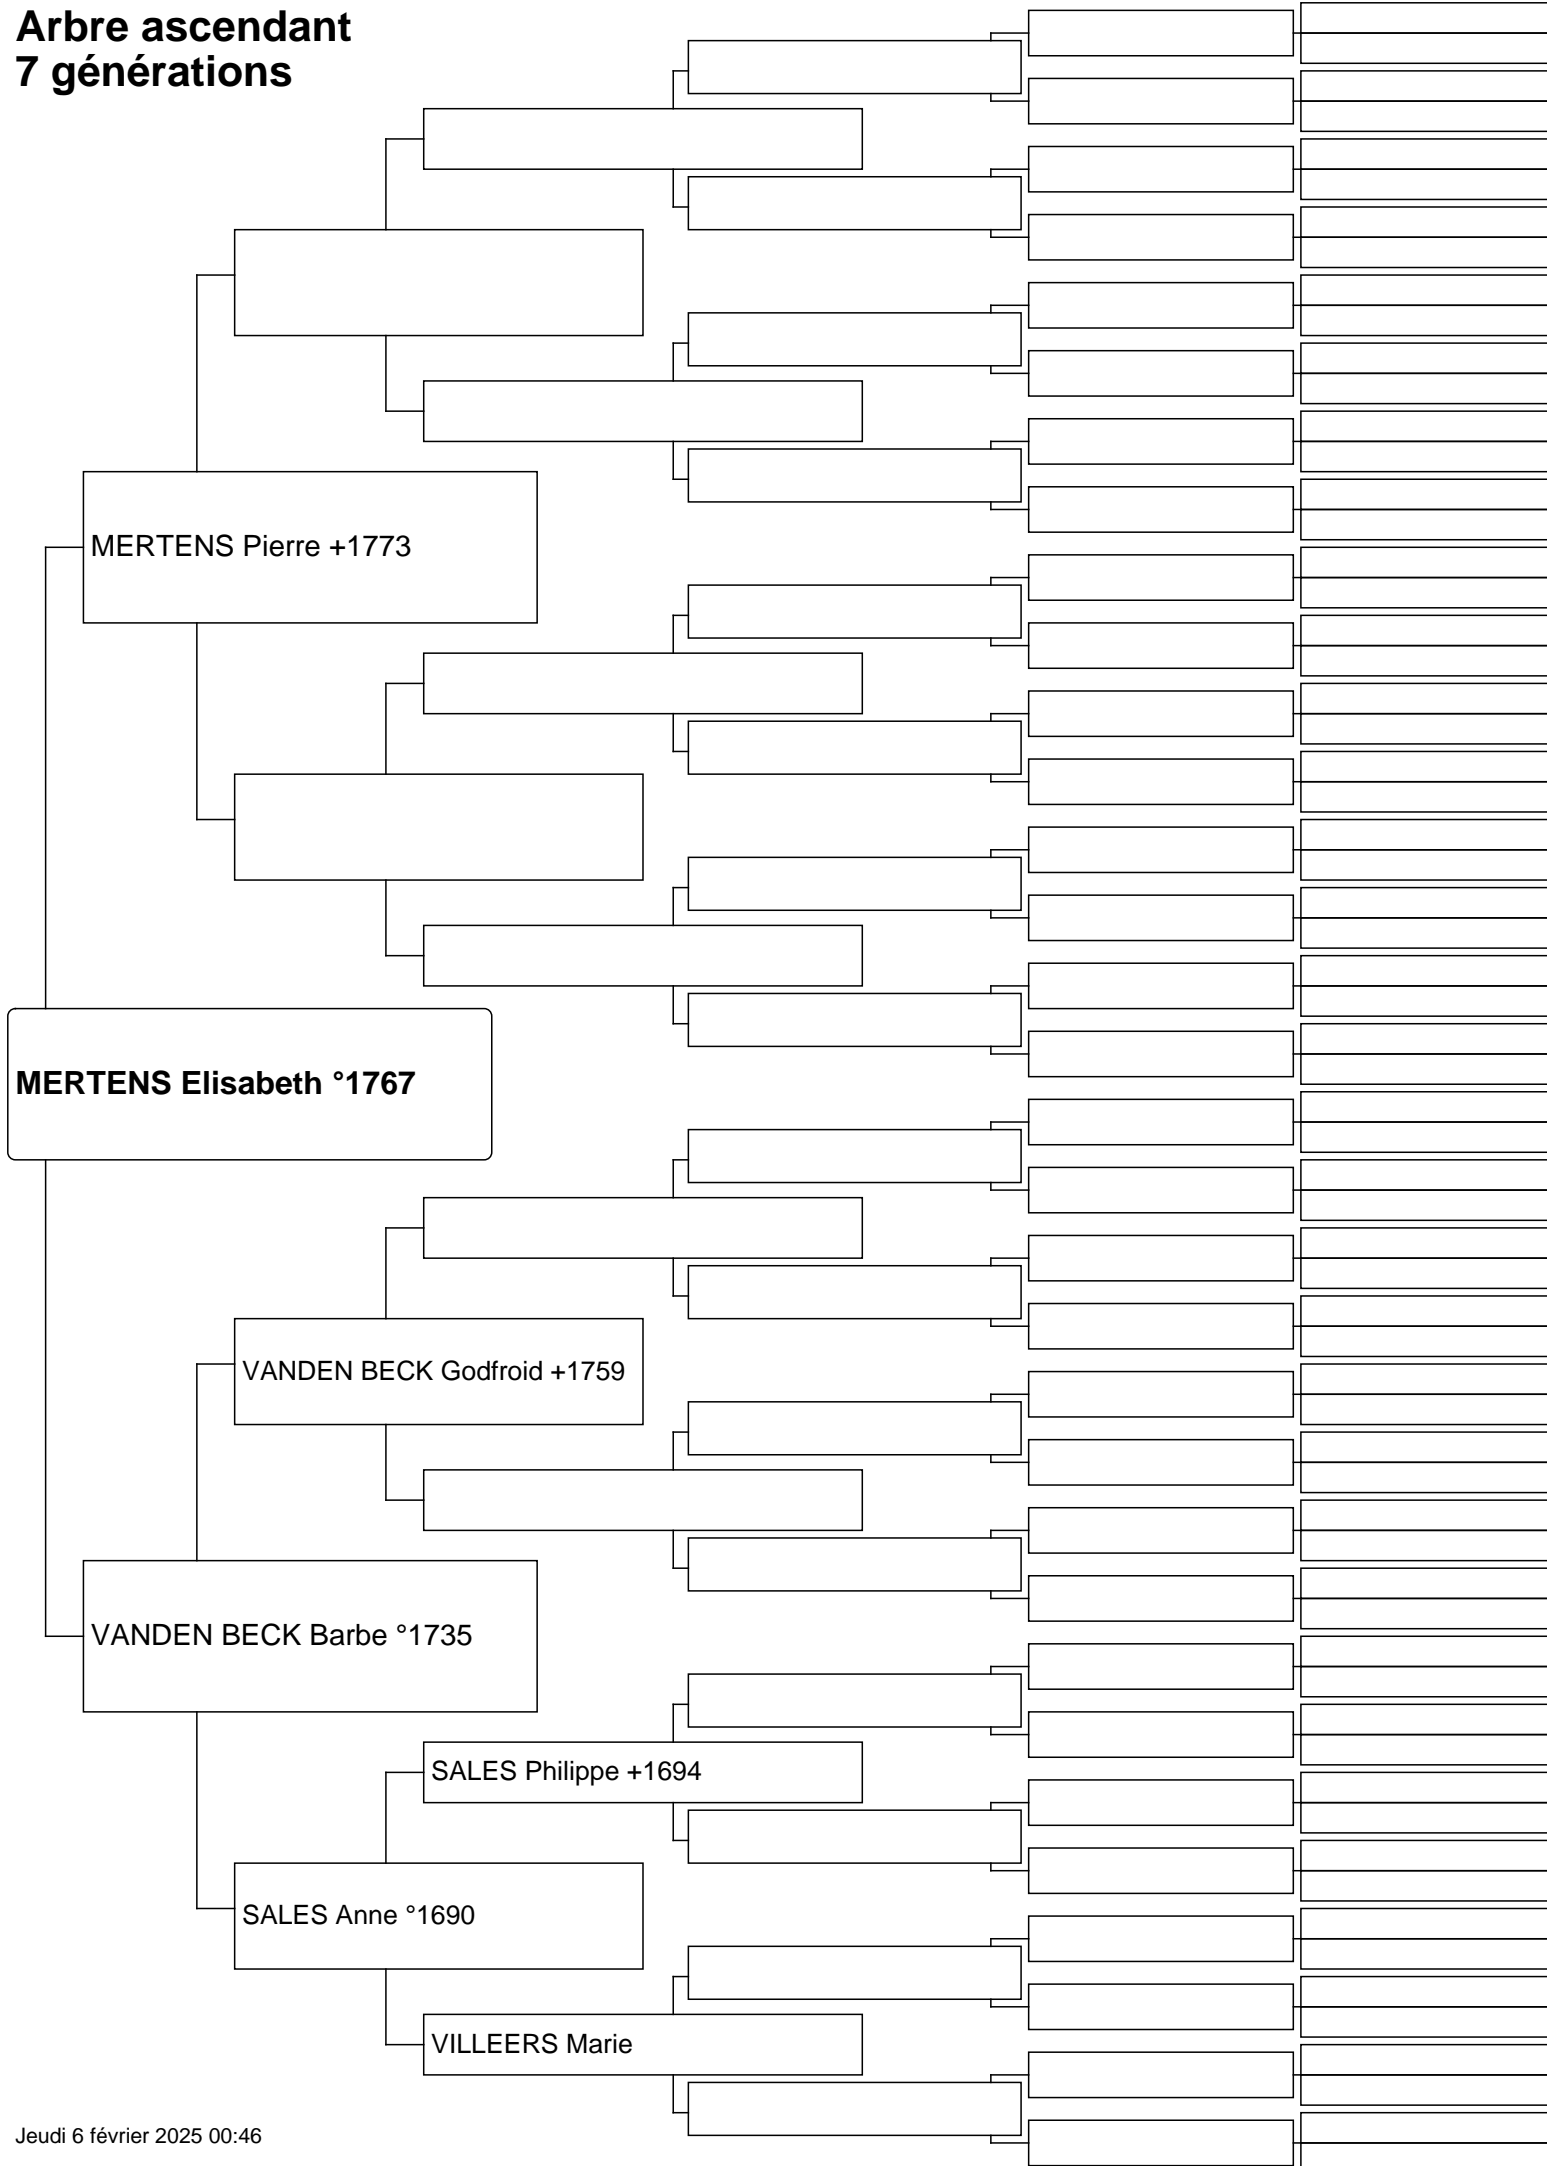 Arbre ascendant
7 générations
MERTENS Pierre +1773
MERTENS Elisabeth °1767
VANDEN BECK Godfroid +1759
VANDEN BECK Barbe °1735
SALES Philippe +1694
SALES Anne °1690
VILLEERS Marie
Jeudi 6 février 2025 00:46